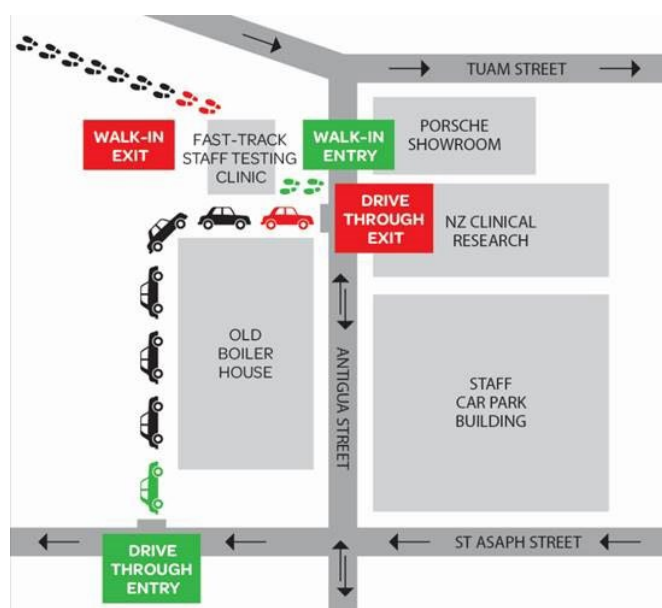 TUAM STREET
WALK-IN
EXIT
FAST-TRACK
STAFF TESTING
CLINIC
WALK-IN
ENTRY
PORSCHE
SHOWROOM
DRIVE
THROUGH
EXIT
NZ CLINICAL
RESEARCH
OLD
BOILER
HOUSE
ANTIGUA STREET
STAFF
CAR PARK
BUILDING
ST ASAPH STREET
DRIVE
THROUGH
ENTRY